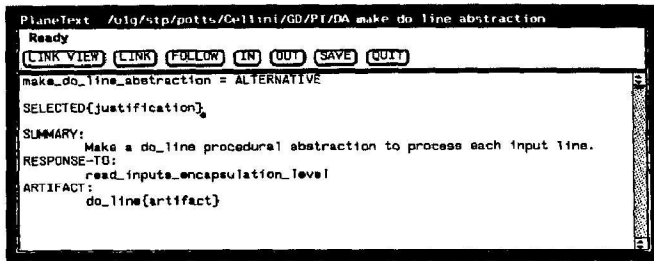 PlaneText /ulg/stp/potts/Cellini/GD/PT/DA make do line abstraction
Ready
LINK VIEW LINK FOLLOW IN OUT SAVE QUIT
make_do_line_abstraction = ALTERNATIVE
SELECTED{justification}
SUMMARY:
Make a do_line procedural abstraction to process each input line.
RESPONSE-TO:
read_inputs_encapsulation_level
ARTIFACT:
do_line{artifact}